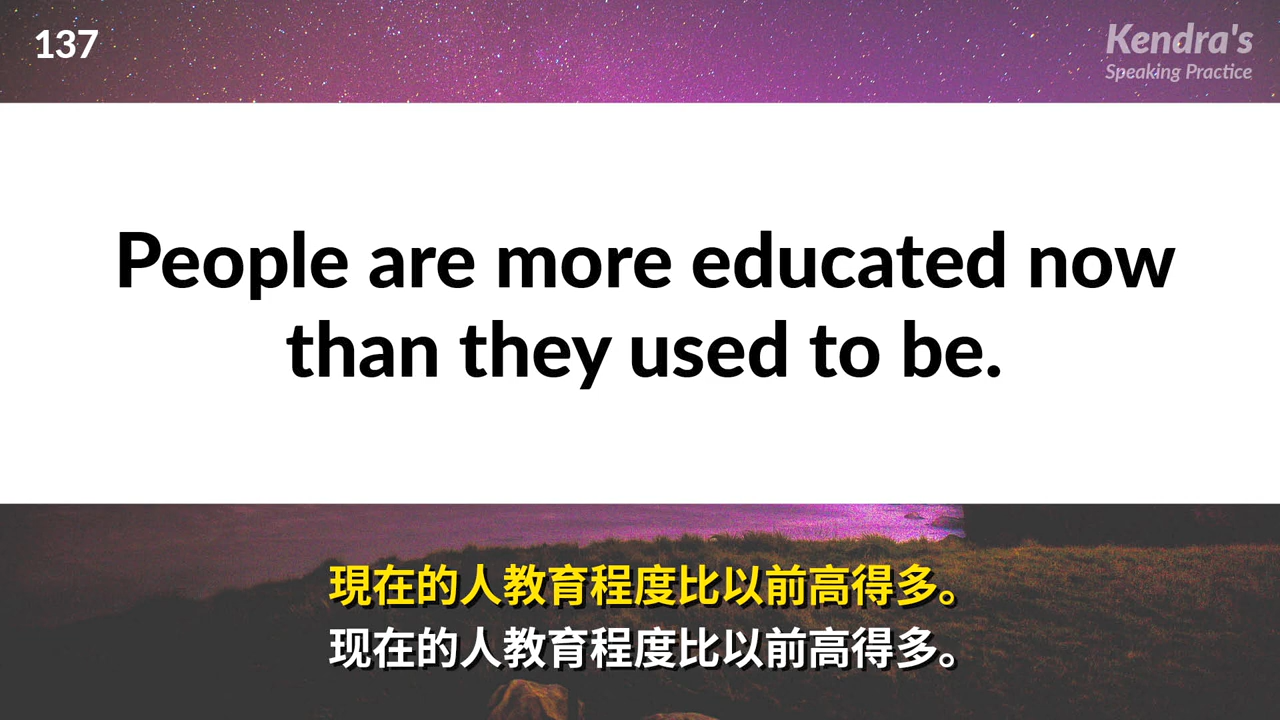 137
Kendra's
Speaking Practice
People are more educated now
than they used to be.
現在的人教育程度比以前高得多。
现在的人教育程度比以前高得多。